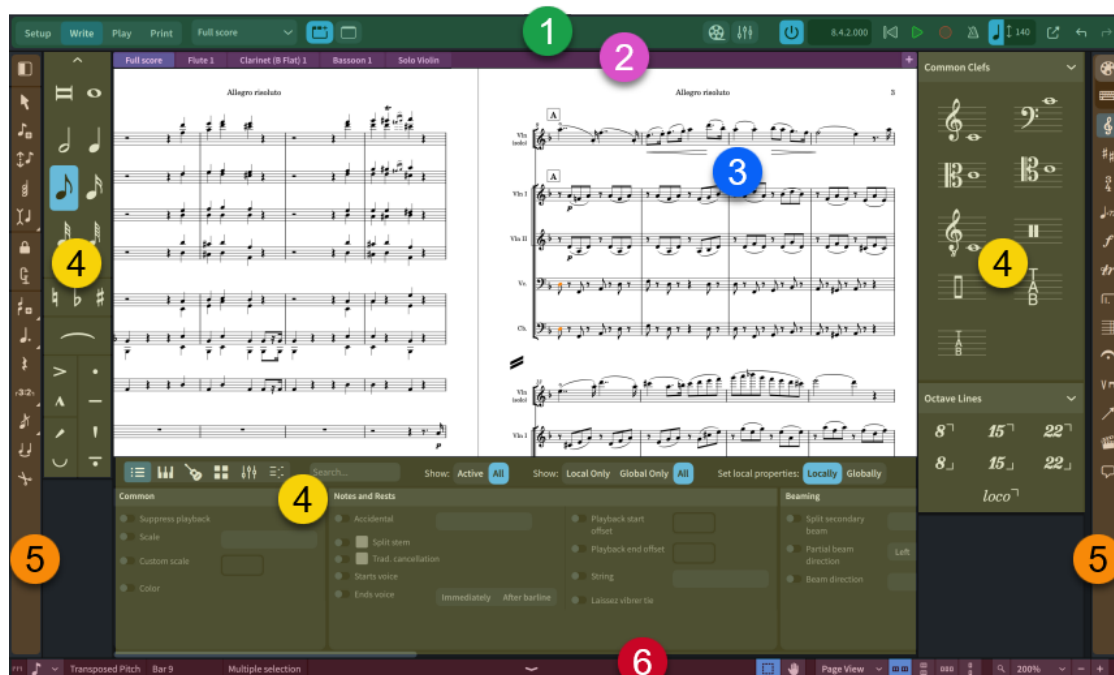 Setup Write Play Print Full score 1 8.4.2.000 140
Full score Flute 1 Clarinet (B Flat) 1 Bassoon 1 Solo Violin 2 +
Common Clefs
Allegro risoluto
Allegro risoluto 3
A
Vln
(solo)
3
A
Vln I
p
Vln II
p
Vc.
Cb.
4
4
T
A
B
T
A
B
Octave Lines
8 15 22
8 15 22
loco
Vln
(solo)
Vln I
p
Search... Show: Active All Show: Local Only Global Only All Set local properties: Locally Globally
4
Common
Suppress playback
Scale
Custom scale
Color
Notes and Rests
Accidental
Split stem
Trad. cancellation
Starts voice
Ends voice Immediately After barline
Playback start
offset
Playback end offset
String
Laissez vibrer tie
Beaming
Split secondary
beam
Partial beam
direction Left
Beam direction
5
5
Transposed Pitch Bar 9 Multiple selection 6 Page View 200% − +